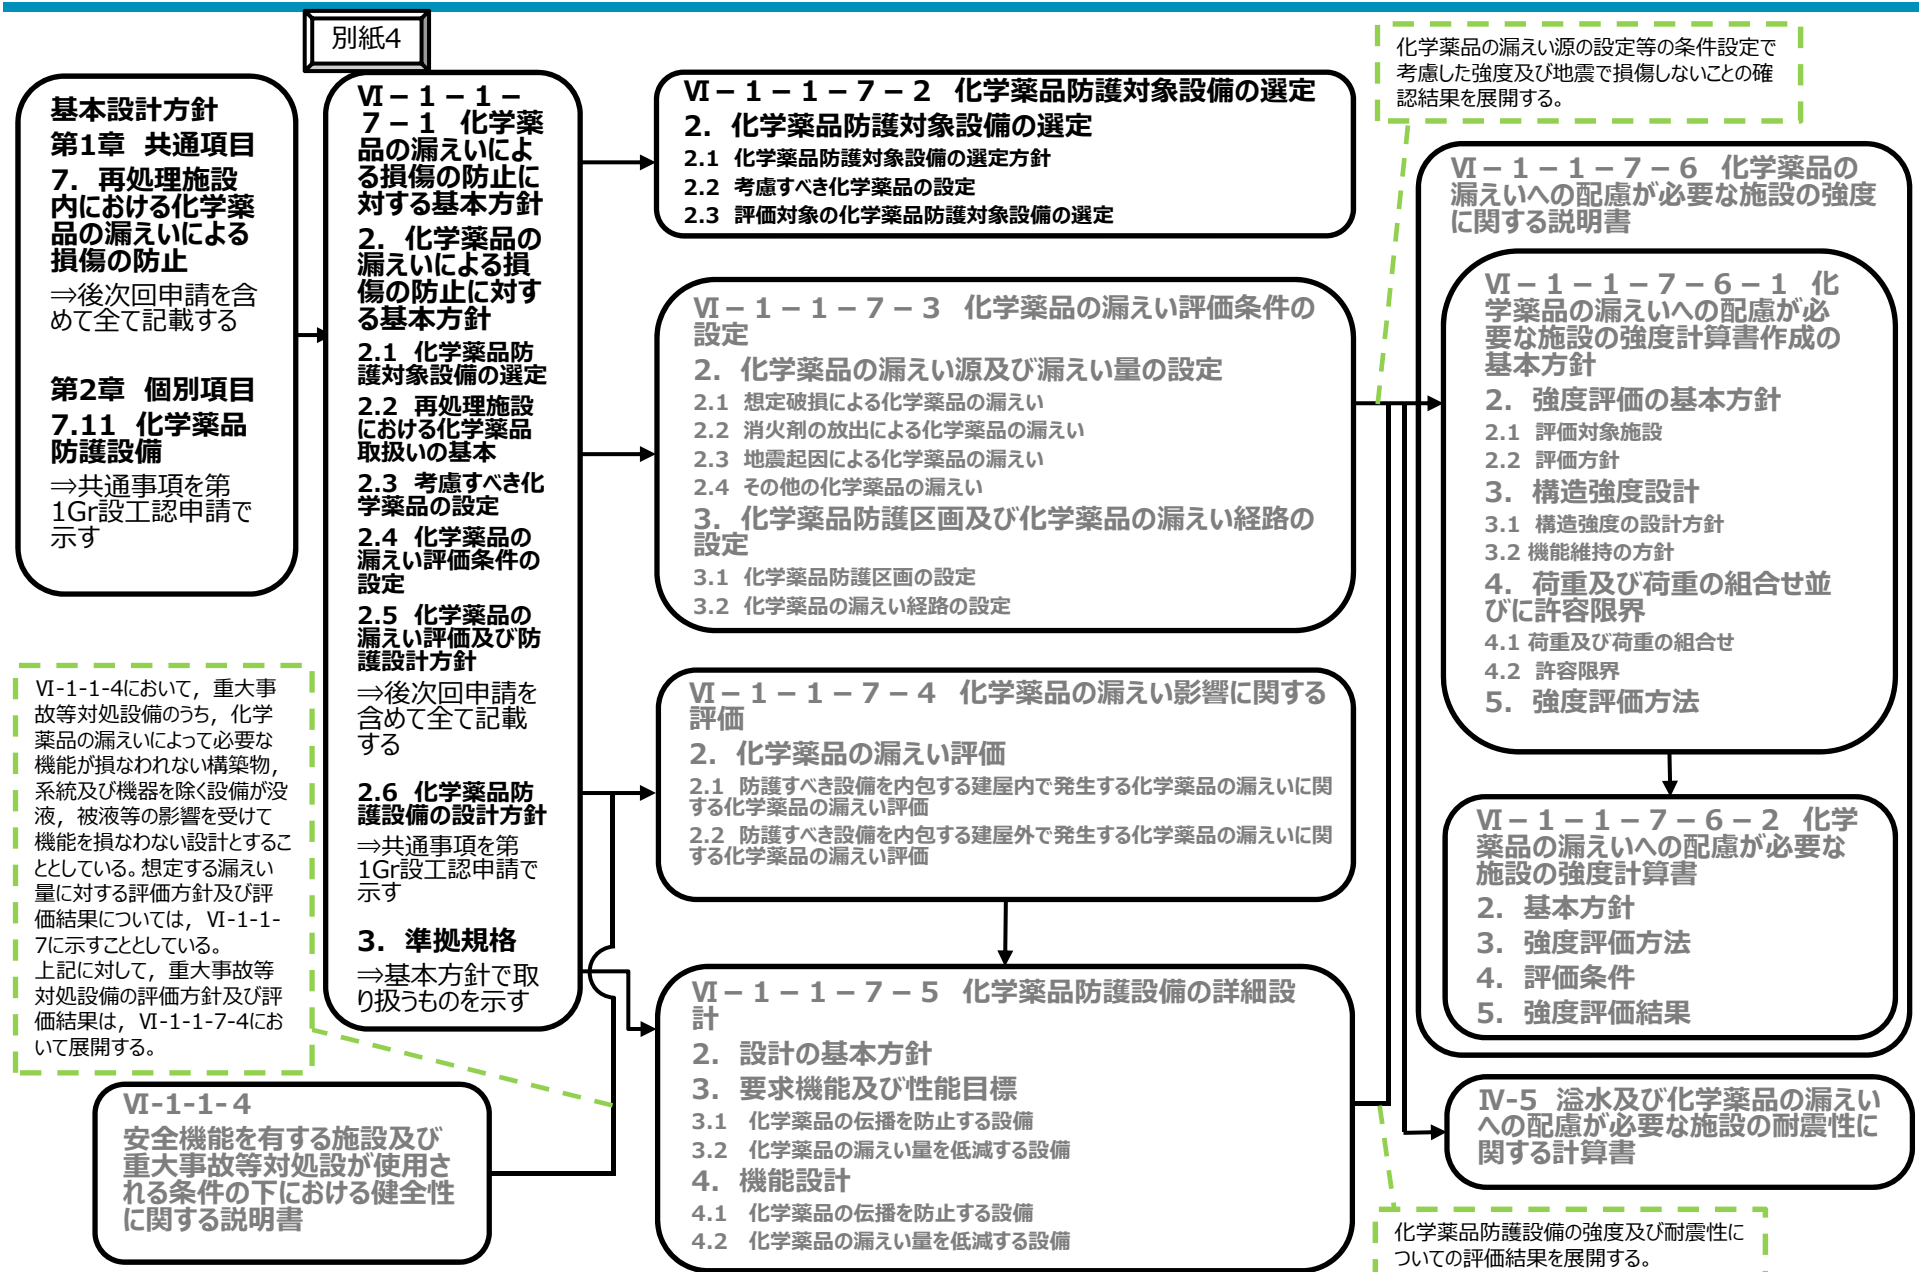 別紙4
基本設計方針
第1章 共通項目
7. 再処理施設
内における化学薬
品の漏えいによる
損傷の防止
⇒後次回申請を含
めて全て記載する
第2章 個別項目
7.11 化学薬品
防護設備
⇒共通事項を第
1Gr設工認申請で
示す
Ⅵ-1-1-4において，重大事
故等対処設備のうち，化学
薬品の漏えいによって必要な
機能が損なわれない構築物，
系統及び機器を除く設備が没
液，被液等の影響を受けて
機能を損なわない設計とするこ
ととしている。想定する漏えい
量に対する評価方針及び評
価結果については，Ⅵ-1-1-
7に示すこととしている。
上記に対して，重大事故等
対処設備の評価方針及び評
価結果は，Ⅵ-1-1-7-4にお
いて展開する。
Ⅵ-1-1-4
安全機能を有する施設及び
重大事故等対処設が使用さ
れる条件の下における健全性
に関する説明書
Ⅵ－1－1－
7－1 化学薬
品の漏えいによ
る損傷の防止に
対する基本方針
2. 化学薬品の
漏えいによる損
傷の防止に対す
る基本方針
2.1 化学薬品防
護対象設備の選定
2.2 再処理施設
における化学薬品
取扱いの基本
2.3 考慮すべき化
学薬品の設定
2.4 化学薬品の
漏えい評価条件の
設定
2.5 化学薬品の
漏えい評価及び防
護設計方針
⇒後次回申請を
含めて全て記載
する
2.6 化学薬品防
護設備の設計方針
⇒共通事項を第
1Gr設工認申請で
示す
3. 準拠規格
⇒基本方針で取
り扱うものを示す
Ⅵ－1－1－7－2 化学薬品防護対象設備の選定
2. 化学薬品防護対象設備の選定
2.1 化学薬品防護対象設備の選定方針
2.2 考慮すべき化学薬品の設定
2.3 評価対象の化学薬品防護対象設備の選定
Ⅵ－1－1－7－3 化学薬品の漏えい評価条件の
設定
2. 化学薬品の漏えい源及び漏えい量の設定
2.1 想定破損による化学薬品の漏えい
2.2 消火剤の放出による化学薬品の漏えい
2.3 地震起因による化学薬品の漏えい
2.4 その他の化学薬品の漏えい
3. 化学薬品防護区画及び化学薬品の漏えい経路の
設定
3.1 化学薬品防護区画の設定
3.2 化学薬品の漏えい経路の設定
Ⅵ－1－1－7－4 化学薬品の漏えい影響に関する
評価
2. 化学薬品の漏えい評価
2.1 防護すべき設備を内包する建屋内で発生する化学薬品の漏えいに関
する化学薬品の漏えい評価
2.2 防護すべき設備を内包する建屋外で発生する化学薬品の漏えいに関
する化学薬品の漏えい評価
Ⅵ－1－1－7－5 化学薬品防護設備の詳細設
計
2. 設計の基本方針
3. 要求機能及び性能目標
3.1 化学薬品の伝播を防止する設備
3.2 化学薬品の漏えい量を低減する設備
4. 機能設計
4.1 化学薬品の伝播を防止する設備
4.2 化学薬品の漏えい量を低減する設備
化学薬品の漏えい源の設定等の条件設定で
考慮した強度及び地震で損傷しないことの確
認結果を展開する。
Ⅵ－1－1－7－6 化学薬品の
漏えいへの配慮が必要な施設の強度
に関する説明書
Ⅵ－1－1－7－6－1 化
学薬品の漏えいへの配慮が必
要な施設の強度計算書作成の
基本方針
2. 強度評価の基本方針
2.1 評価対象施設
2.2 評価方針
3. 構造強度設計
3.1 構造強度の設計方針
3.2 機能維持の方針
4. 荷重及び荷重の組合せ並
びに許容限界
4.1 荷重及び荷重の組合せ
4.2 許容限界
5. 強度評価方法
Ⅵ－1－1－7－6－2 化学
薬品の漏えいへの配慮が必要な
施設の強度計算書
2. 基本方針
3. 強度評価方法
4. 評価条件
5. 強度評価結果
Ⅳ-5 溢水及び化学薬品の漏えい
への配慮が必要な施設の耐震性に
関する計算書
化学薬品防護設備の強度及び耐震性に
ついての評価結果を展開する。